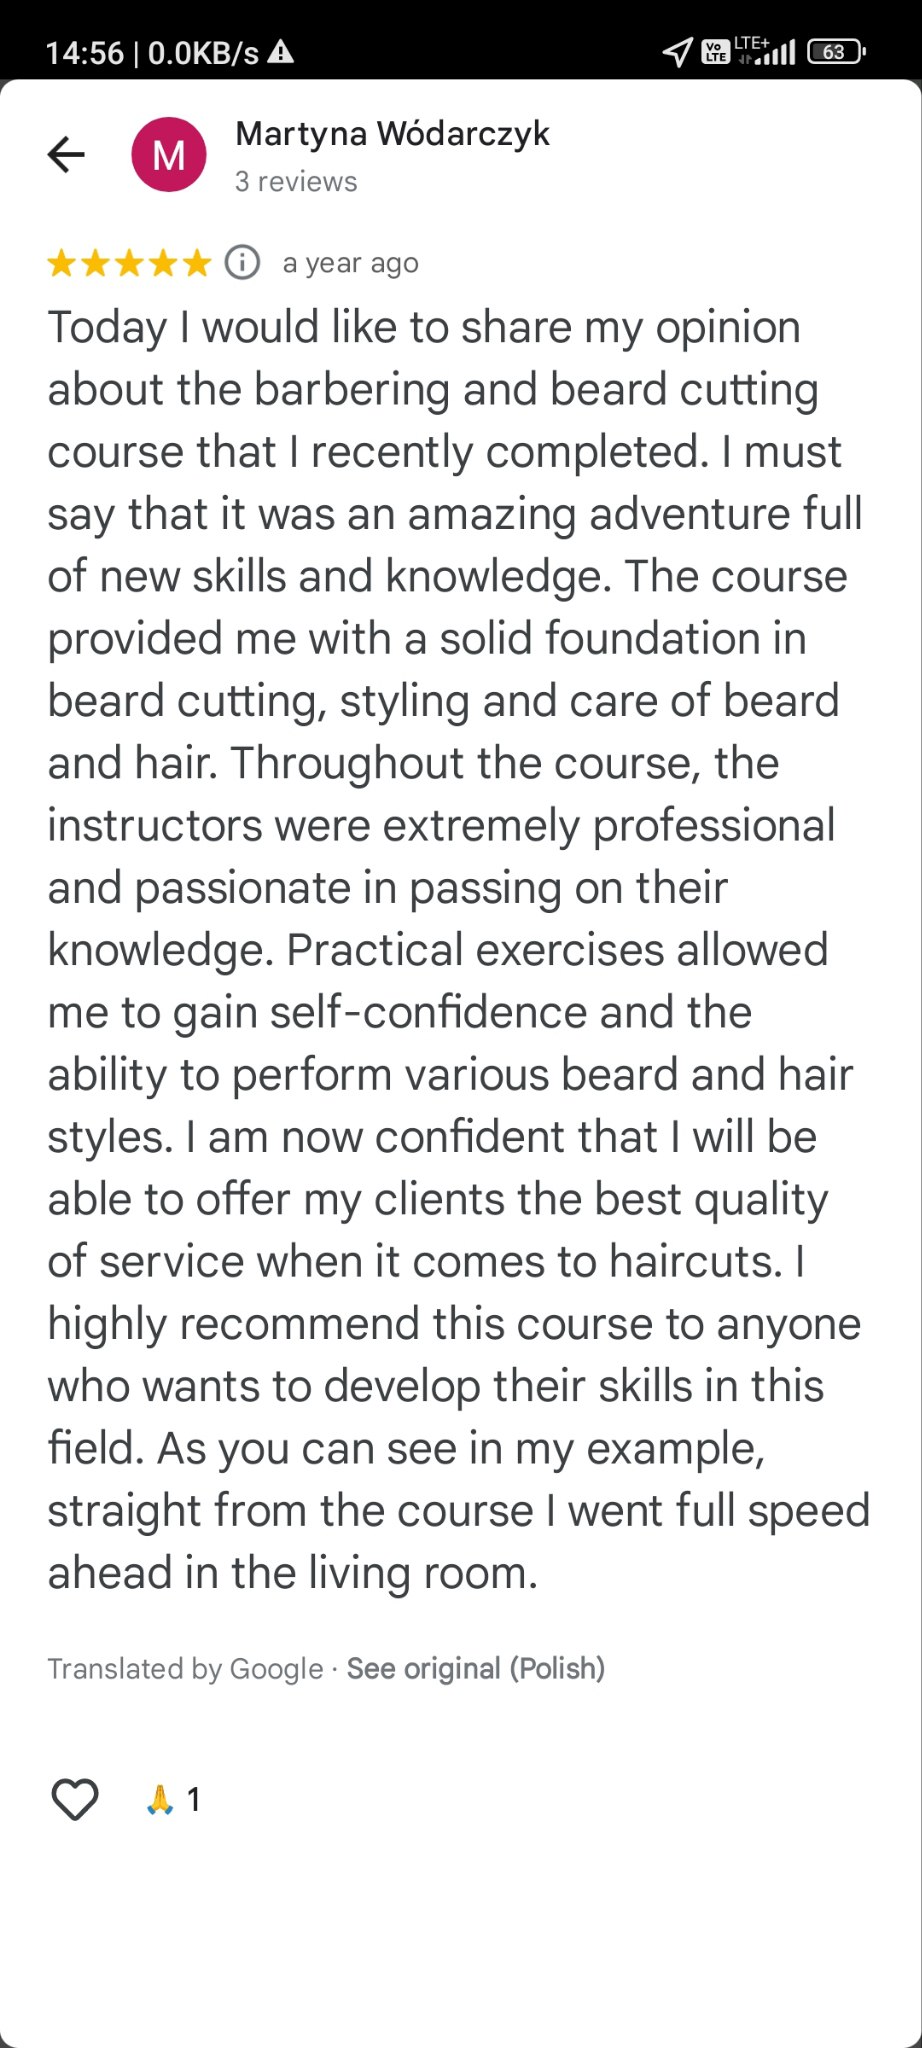 14:56 | 0.0KB/s
Vo LTE LTE+ 63
Martyna Wódarczyk
M
3 reviews
a year ago
Today I would like to share my opinion
about the barbering and beard cutting
course that I recently completed. I must
say that it was an amazing adventure full
of new skills and knowledge. The course
provided me with a solid foundation in
beard cutting, styling and care of beard
and hair. Throughout the course, the
instructors were extremely professional
and passionate in passing on their
knowledge. Practical exercises allowed
me to gain self-confidence and the
ability to perform various beard and hair
styles. I am now confident that I will be
able to offer my clients the best quality
of service when it comes to haircuts. I
highly recommend this course to anyone
who wants to develop their skills in this
field. As you can see in my example,
straight from the course I went full speed
ahead in the living room.
Translated by Google · See original (Polish)
🙏 1